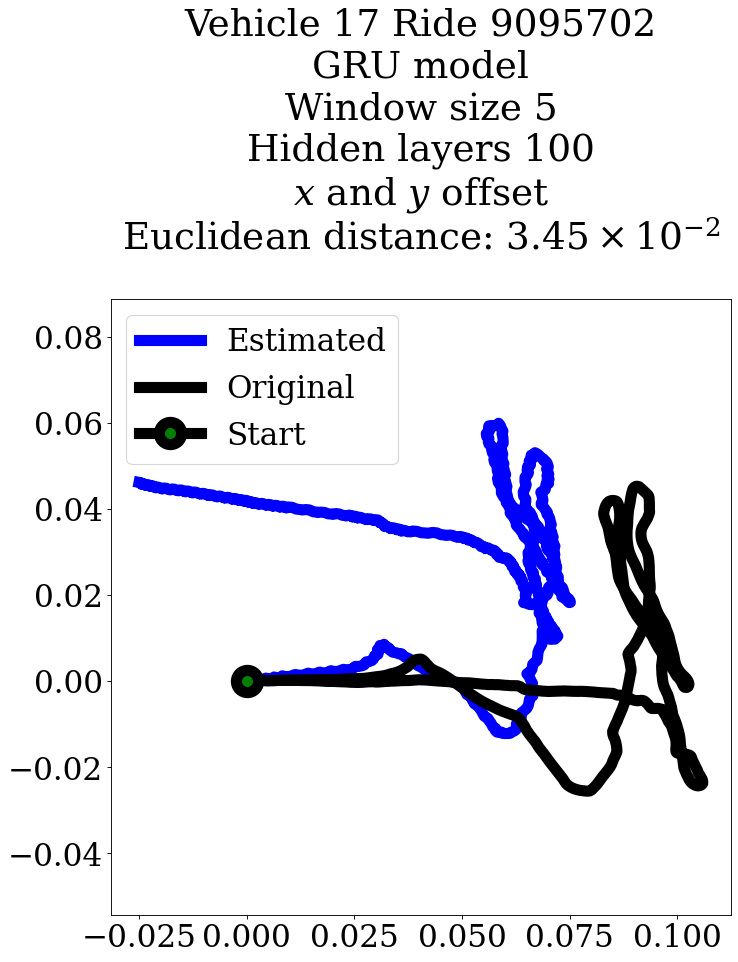 Vehicle 17 Ride 9095702
GRU model
Window size 5
Hidden layers 100
x and y offset
Euclidean distance: 3.45 × 10⁻²
Estimated
Original
Start
0.08
0.06
0.04
0.02
0.00
−0.02
−0.04
−0.025 0.000 0.025 0.050 0.075 0.100